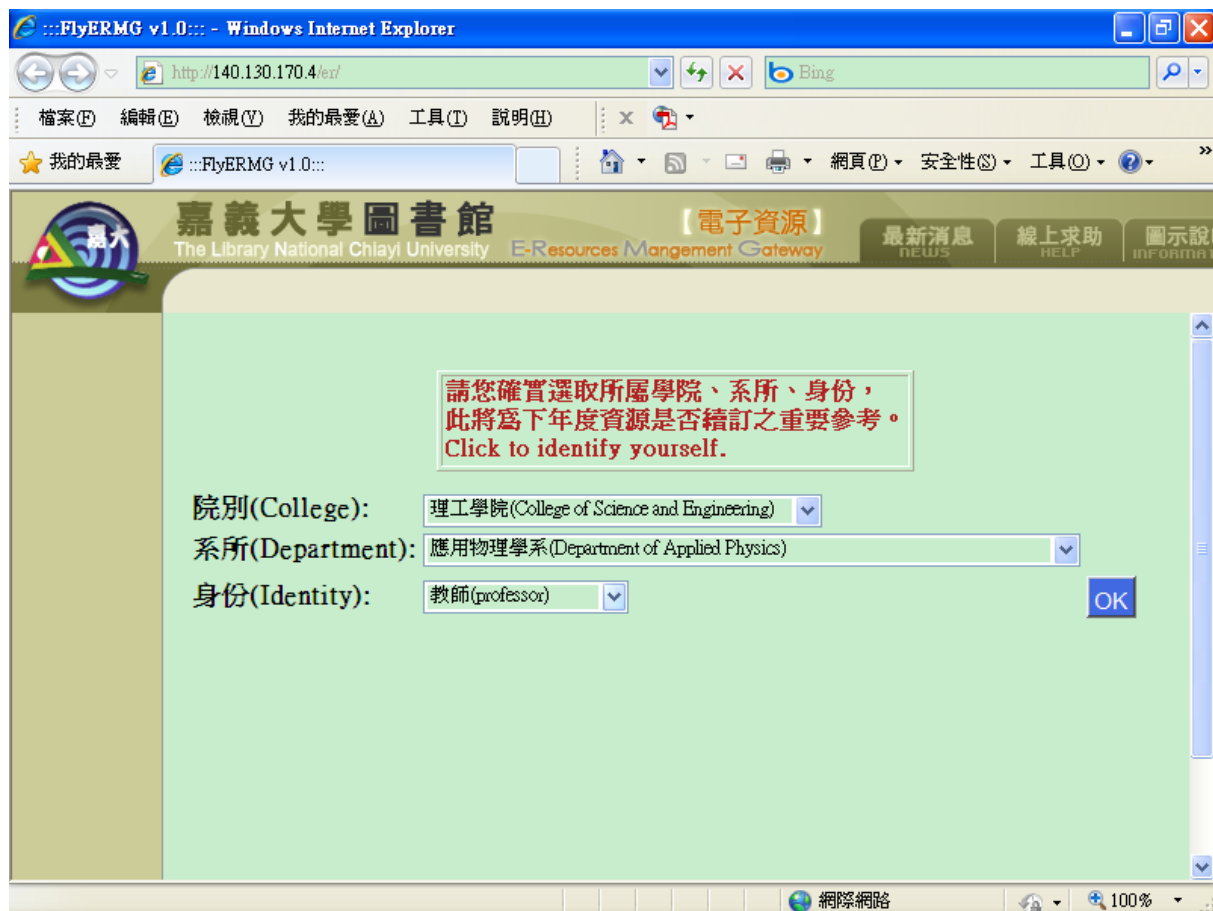 :::FlyERMG v1.0::: - Windows Internet Explorer
http://140.130.170.4/er/
Bing
檔案(F) 編輯(E) 檢視(V) 我的最愛(A) 工具(T) 說明(H)
我的最愛 :::FlyERMG v1.0::: 網頁(P) 安全性(S) 工具(O)
嘉大
嘉義大學圖書館
The Library National Chiayi University
【電子資源】
E-Resources Mangement Gateway
最新消息
NEWS
線上求助
HELP
圖示說
INFORMA
請您確實選取所屬學院、系所、身份,
此將為下年度資源是否續訂之重要參考。
Click to identify yourself.
院別(College): 理工學院(College of Science and Engineering)
系所(Department): 應用物理學系(Department of Applied Physics)
身份(Identity): 教師(professor)
OK
網際網路 100%